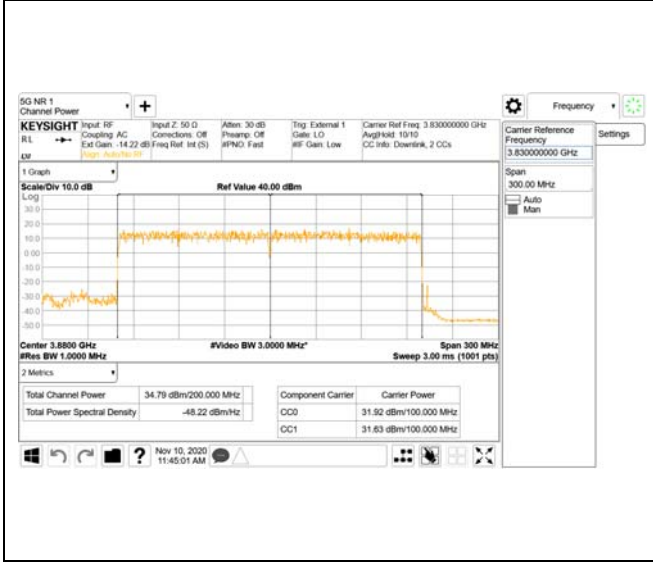 5G NR 1
Channel Power
Frequency
KEYSIGHT
Input: RF
Input Z: 50 Ω
Atten: 30 dB
Trig: External 1
Carrier Ref Freq: 3.830000000 GHz
R L
Coupling: AC
Corrections: Off
Preamp: Off
Gate: LO
Avg|Hold: 10/10
Ext Gain: -14.22 dB
Freq Ref: Int (S)
#PNO: Fast
#IF Gain: Low
CC Info: Downlink, 2 CCs
Align: Auto/No RF
Carrier Reference
Frequency
3.830000000 GHz
Settings
Span
300.00 MHz
Auto
Man
1 Graph
Scale/Div 10.0 dB
Ref Value 40.00 dBm
Log
30.0
20.0
10.0
0.00
-10.0
-20.0
-30.0
-40.0
-50.0
Center 3.8800 GHz
#Video BW 3.0000 MHz*
Span 300 MHz
#Res BW 1.0000 MHz
Sweep 3.00 ms (1001 pts)
2 Metrics
Total Channel Power
34.79 dBm/200.000 MHz
Total Power Spectral Density
-48.22 dBm/Hz
Component Carrier
Carrier Power
CC0
31.92 dBm/100.000 MHz
CC1
31.63 dBm/100.000 MHz
?
Nov 10, 2020
11:45:01 AM